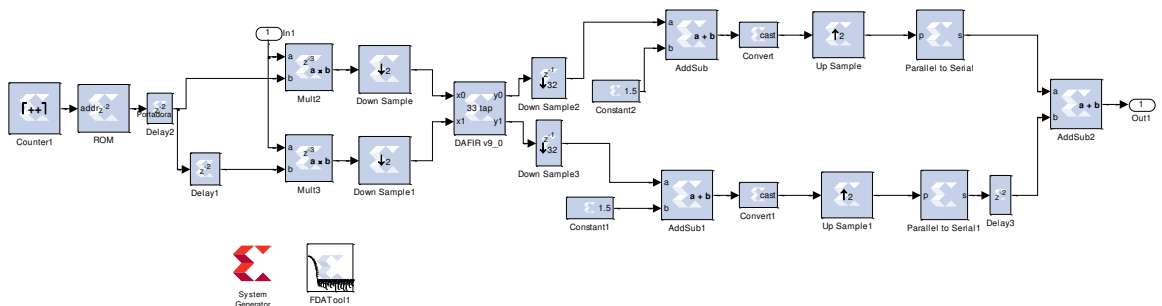 1
In1
a
b
z-3
a x b
Mult2
↓2
Down Sample
++
Counter1
addr
z-2
ROM
Portadora
z-2
Delay2
z-2
Delay1
a
b
z-3
a x b
Mult3
↓2
Down Sample1
x0
x1
y0
y1
33 tap
DAFIR v9_0
z-1
↓32
Down Sample2
z-1
↓32
Down Sample3
1.5
Constant2
a
b
a + b
AddSub
cast
Convert
↑2
Up Sample
p
s
Parallel to Serial
1.5
Constant1
a
b
a + b
AddSub1
cast
Convert1
↑2
Up Sample1
p
s
Parallel to Serial1
z-2
Delay3
a
b
a + b
AddSub2
1
Out1
System
Generator
FDATool1